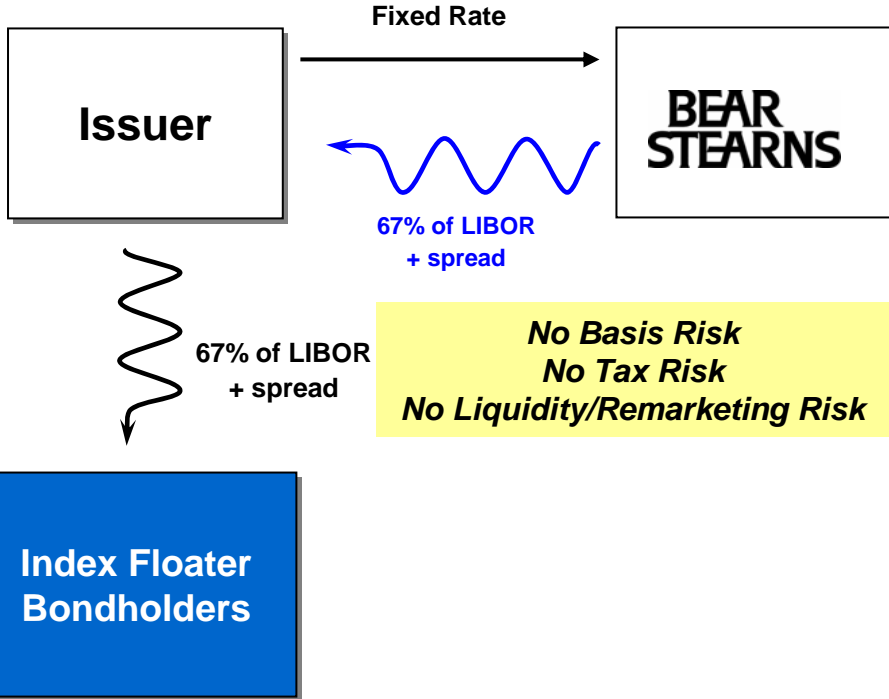 Fixed Rate
Issuer
BEAR
STEARNS
67% of LIBOR
+ spread
67% of LIBOR
+ spread
No Basis Risk
No Tax Risk
No Liquidity/Remarketing Risk
Index Floater
Bondholders